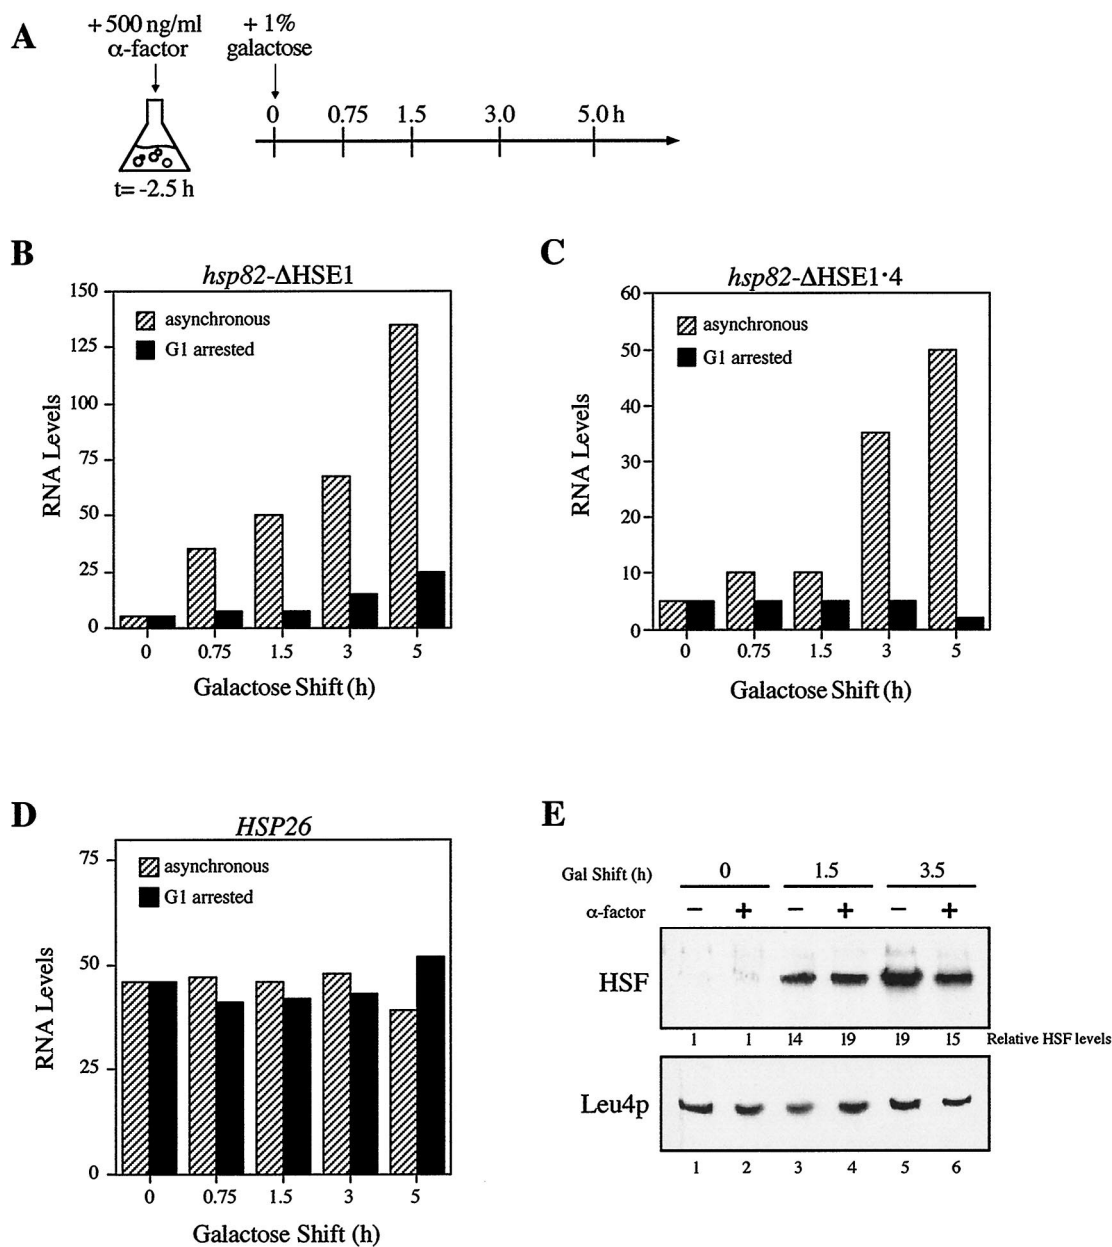 A
+500 ng/ml
α-factor
+ 1%
galactose
0 0.75 1.5 3.0 5.0 h
t= -2.5 h
B
hsp82-ΔHSE1
150
125
100
75
50
25
0
RNA Levels
asynchronous
G1 arrested
0 0.75 1.5 3 5
Galactose Shift (h)
C
hsp82-ΔHSE1·4
60
50
40
30
20
10
0
RNA Levels
asynchronous
G1 arrested
0 0.75 1.5 3 5
Galactose Shift (h)
D
HSP26
75
50
25
0
RNA Levels
asynchronous
G1 arrested
0 0.75 1.5 3 5
Galactose Shift (h)
E
Gal Shift (h) 0 1.5 3.5
α-factor − + − + − +
HSF
1 1 14 19 19 15 Relative HSF levels
Leu4p
1 2 3 4 5 6